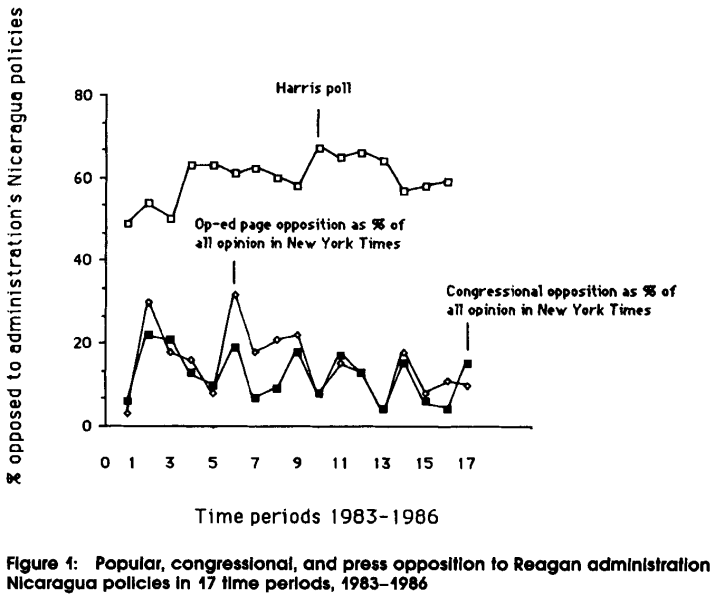 % opposed to administration's Nicaragua policies
Harris poll
80
60
Op-ed page opposition as % of
all opinion in New York Times
40
Congressional opposition as % of
all opinion in New York Times
20
0
0 1 3 5 7 9 11 13 15 17
Time periods 1983-1986
Figure 1: Popular, congressional, and press opposition to Reagan administration
Nicaragua policies in 17 time periods, 1983–1986